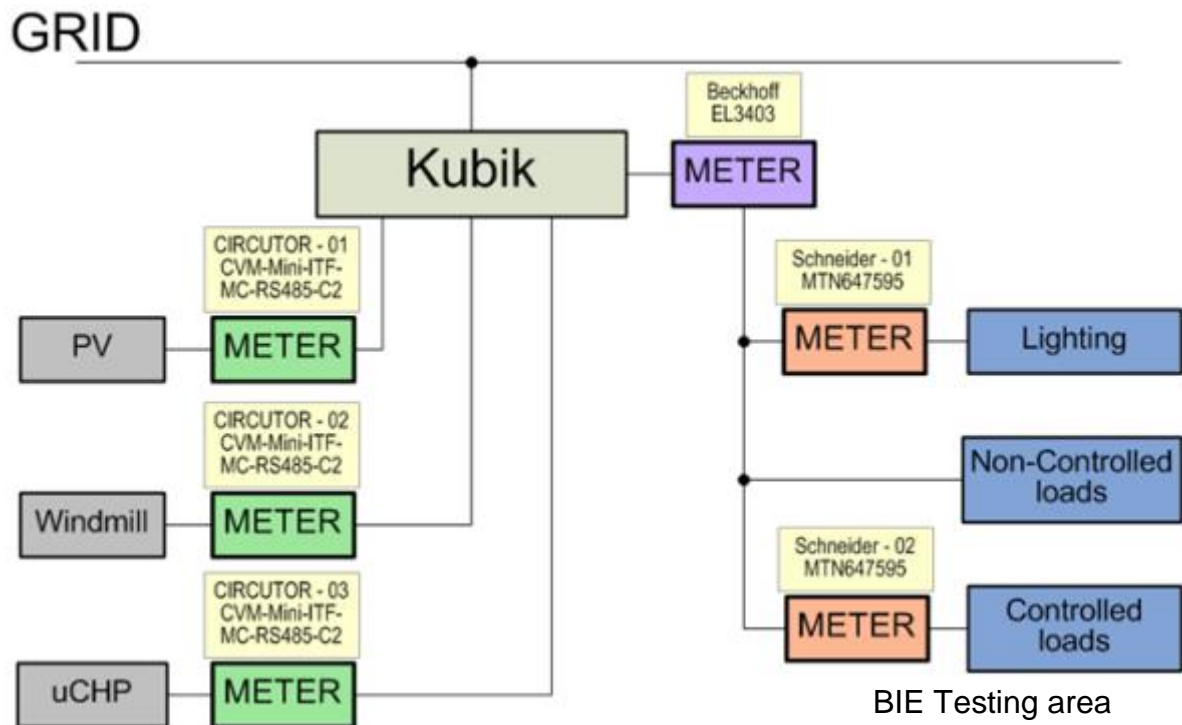 GRID
Beckhoff
EL3403
Kubik
METER
CIRCUTOR - 01
CVM-Mini-ITF-
MC-RS485-C2
Schneider - 01
MTN647595
PV
METER
METER
Lighting
CIRCUTOR - 02
CVM-Mini-ITF-
MC-RS485-C2
Non-Controlled
loads
Windmill
METER
Schneider - 02
MTN647595
CIRCUTOR - 03
CVM-Mini-ITF-
MC-RS485-C2
METER
Controlled
loads
uCHP
METER
BIE Testing area